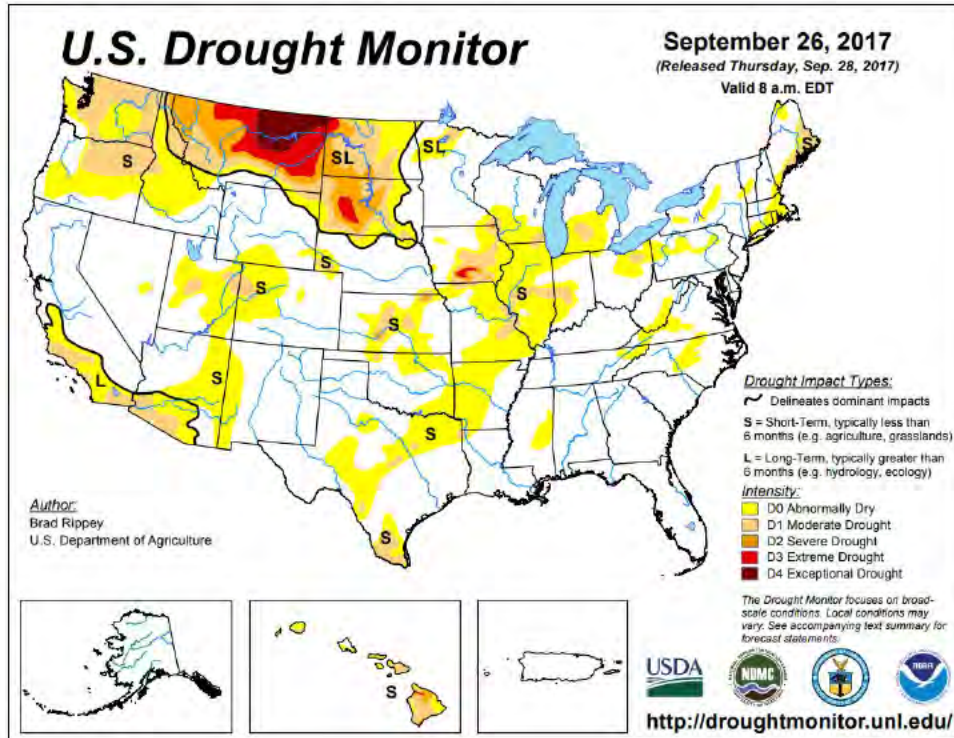 U.S. Drought Monitor
September 26, 2017
(Released Thursday, Sep. 28, 2017)
Valid 8 a.m. EDT
S
SL
SL
S
S
S
S
S
L
S
S
S
S
Drought Impact Types:
Delineates dominant impacts
S = Short-Term, typically less than
6 months (e.g. agriculture, grasslands)
L = Long-Term, typically greater than
6 months (e.g. hydrology, ecology)
Intensity:
D0 Abnormally Dry
D1 Moderate Drought
D2 Severe Drought
D3 Extreme Drought
D4 Exceptional Drought
Author:
Brad Rippey
U.S. Department of Agriculture
The Drought Monitor focuses on broad-
scale conditions. Local conditions may
vary. See accompanying text summary for
forecast statements.
USDA
NDMC
NOAA
http://droughtmonitor.unl.edu/